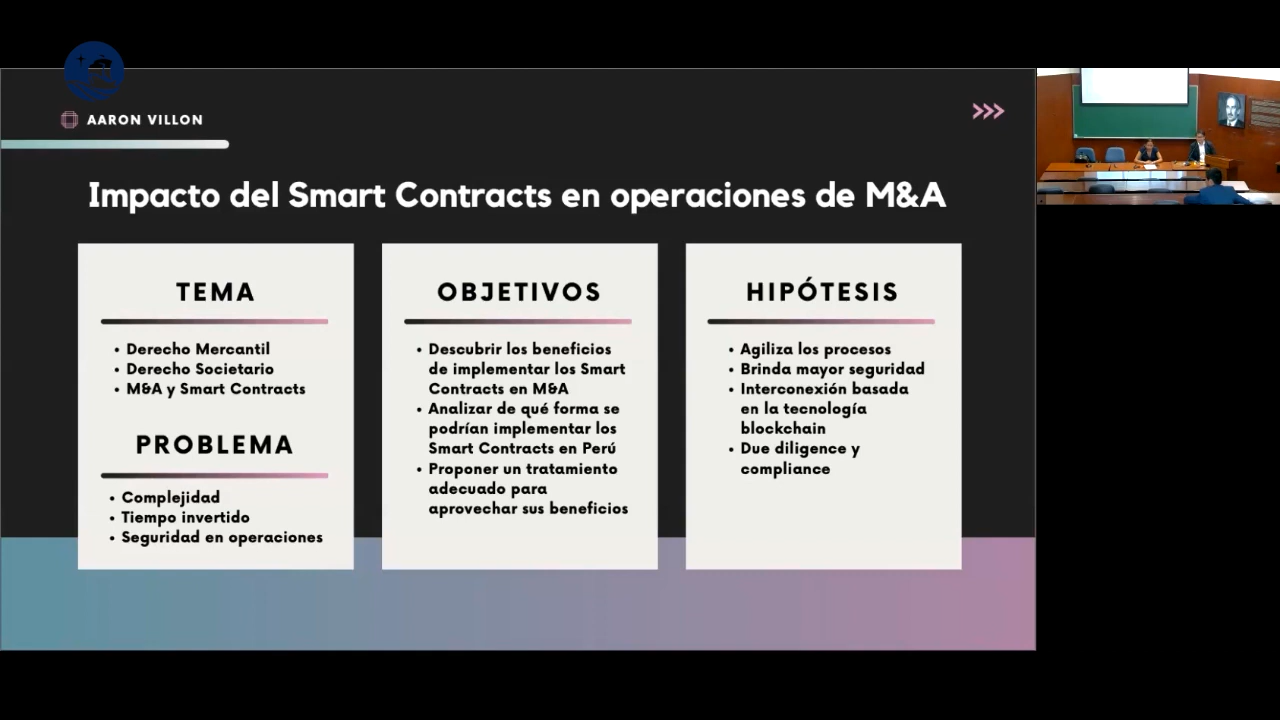 AARON VILLON
Impacto del Smart Contracts en operaciones de M&A
TEMA
• Derecho Mercantil
• Derecho Societario
• M&A y Smart Contracts
PROBLEMA
• Complejidad
• Tiempo invertido
• Seguridad en operaciones
OBJETIVOS
• Descubrir los beneficios
de implementar los Smart
Contracts en M&A
• Analizar de qué forma se
podrían implementar los
Smart Contracts en Perú
• Proponer un tratamiento
adecuado para
aprovechar sus beneficios
HIPÓTESIS
• Agiliza los procesos
• Brinda mayor seguridad
• Interconexión basada
en la tecnología
blockchain
• Due diligence y
compliance